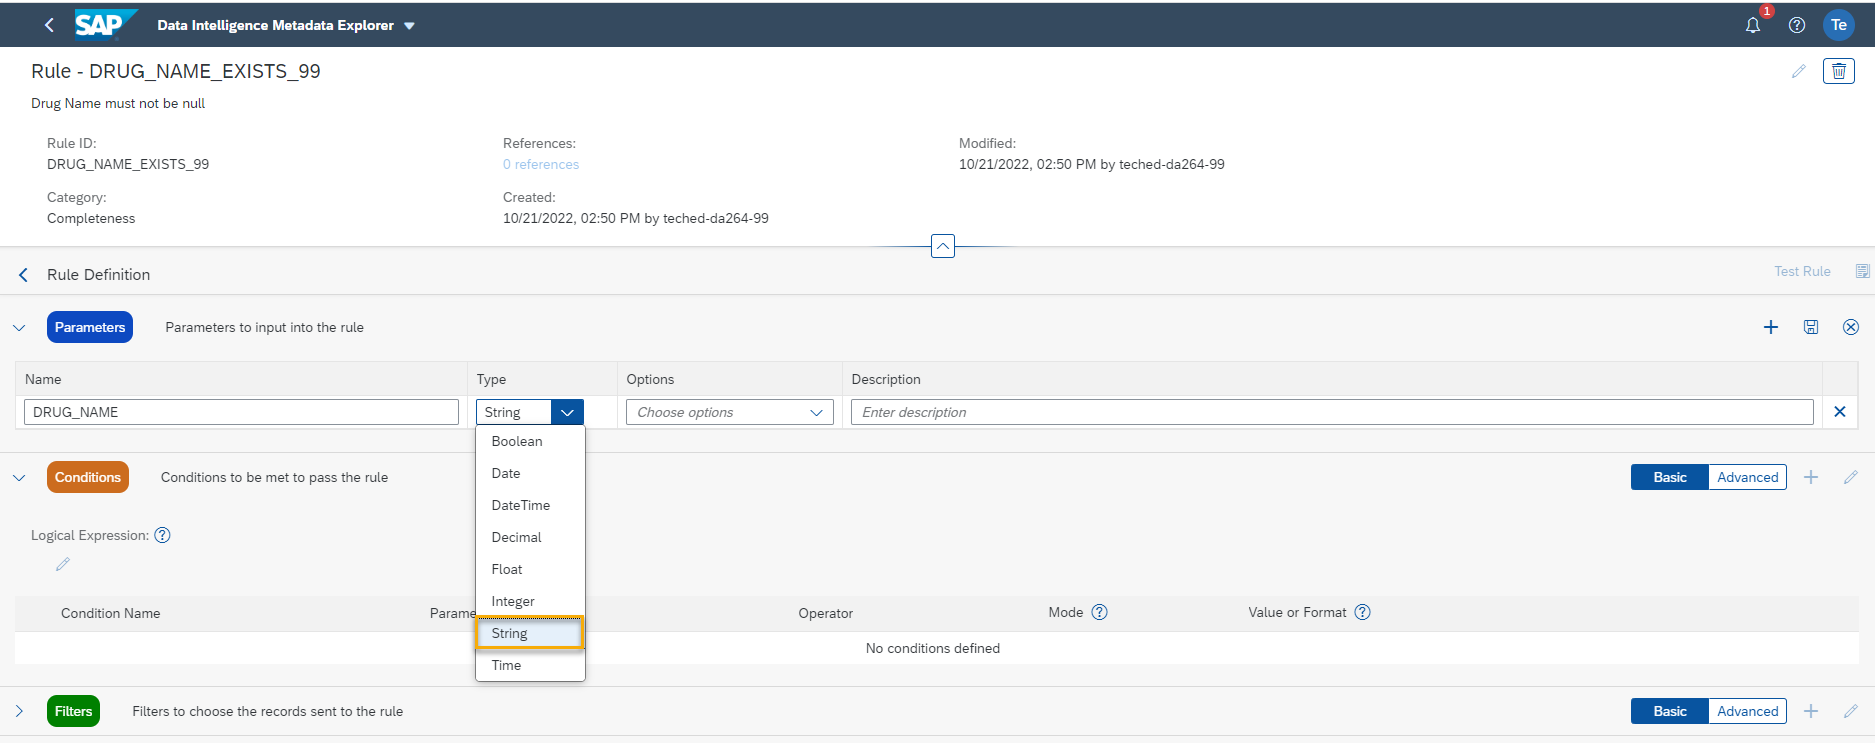 SAP Data Intelligence Metadata Explorer 1 Te
Rule - DRUG_NAME_EXISTS_99
Drug Name must not be null
Rule ID: References: Modified:
DRUG_NAME_EXISTS_99 0 references 10/21/2022, 02:50 PM by teched-da264-99
Category: Created:
Completeness 10/21/2022, 02:50 PM by teched-da264-99
Rule Definition Test Rule
Parameters Parameters to input into the rule
Name Type Options Description
DRUG_NAME String Choose options Enter description
Boolean
Date
DateTime
Decimal
Float
Integer
String
Time
Conditions Conditions to be met to pass the rule Basic Advanced
Logical Expression: ?
Condition Name Parame Operator Mode ? Value or Format ?
No conditions defined
Filters Filters to choose the records sent to the rule Basic Advanced